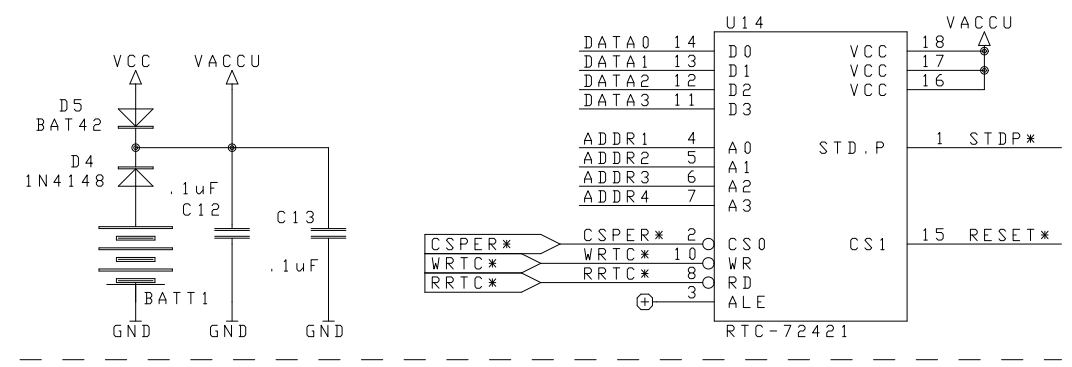 VCC
VACCU
D5
BAT42
D4
1N4148
.1uF
C12
C13
.1uF
BATT1
GND
GND
GND
U14
VACCU
DATA0 14 D0 VCC 18
DATA1 13 D1 VCC 17
DATA2 12 D2 VCC 16
DATA3 11 D3
ADDR1 4 A0 STD.P 1 STDP*
ADDR2 5 A1
ADDR3 6 A2
ADDR4 7 A3
CSPER* CSPER* 2 CS0 CS1 15 RESET*
WRTC* WRTC* 10 WR
RRTC* RRTC* 8 RD
3 ALE
RTC-72421